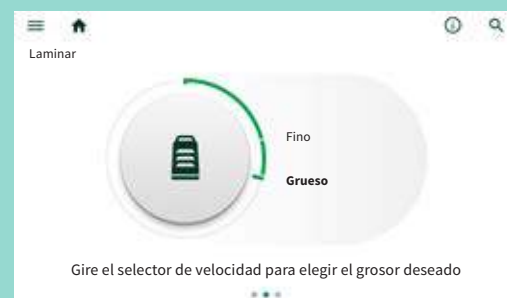 Laminar
Fino
Grueso
Gire el selector de velocidad para elegir el grosor deseado